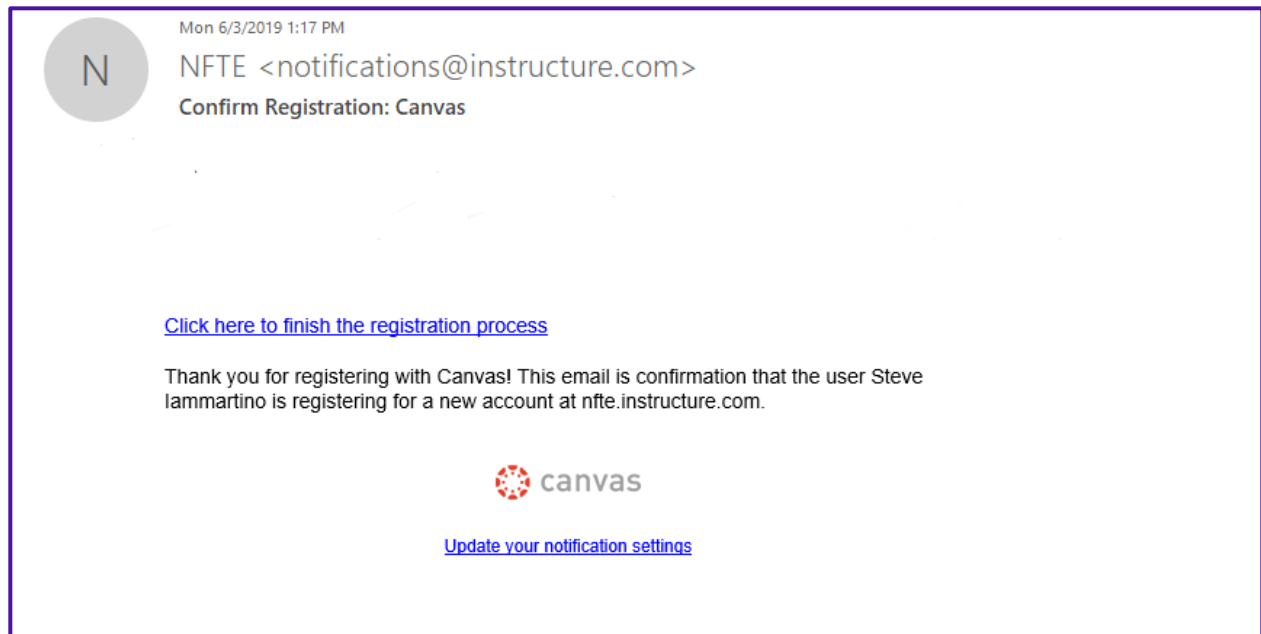 Mon 6/3/2019 1:17 PM
N
NFTE <notifications@instructure.com>
Confirm Registration: Canvas
Click here to finish the registration process
Thank you for registering with Canvas! This email is confirmation that the user Steve
Iammartino is registering for a new account at nfte.instructure.com.
canvas
Update your notification settings